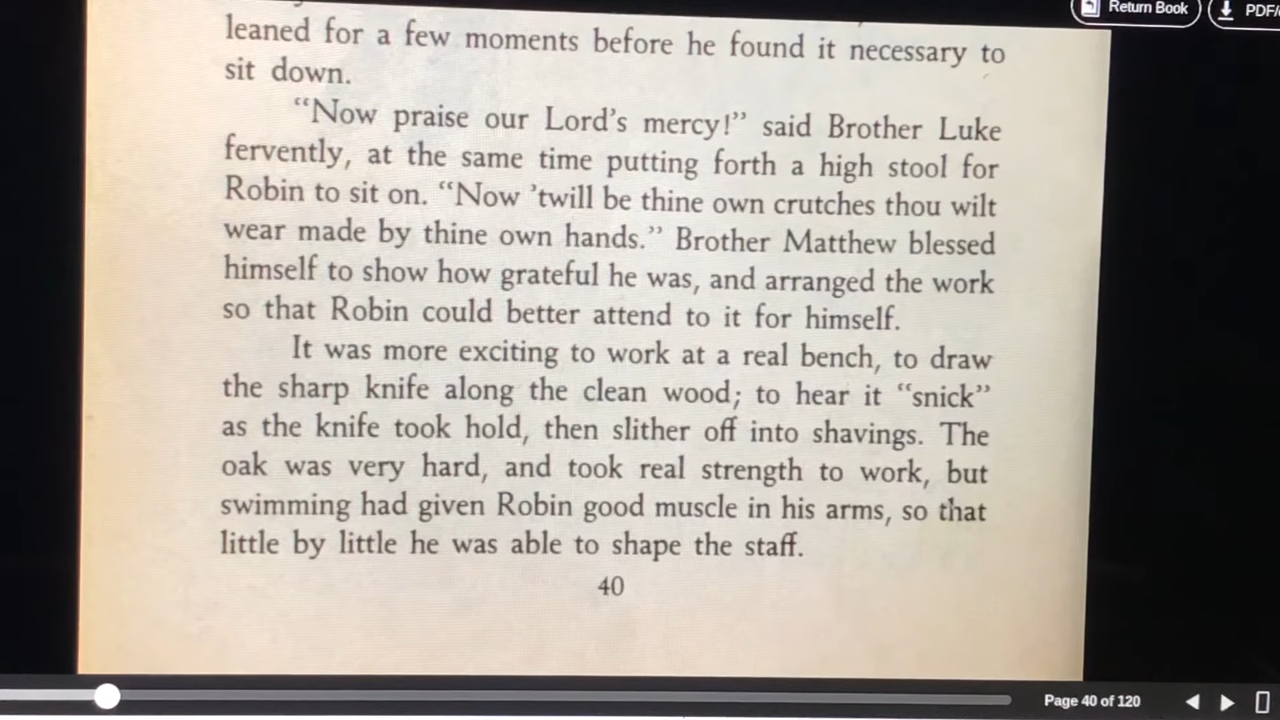 Return Book
PDF/
leaned for a few moments before he found it necessary to
sit down.
“Now praise our Lord’s mercy!” said Brother Luke
fervently, at the same time putting forth a high stool for
Robin to sit on. “Now ’twill be thine own crutches thou wilt
wear made by thine own hands.” Brother Matthew blessed
himself to show how grateful he was, and arranged the work
so that Robin could better attend to it for himself.
It was more exciting to work at a real bench, to draw
the sharp knife along the clean wood; to hear it “snick”
as the knife took hold, then slither off into shavings. The
oak was very hard, and took real strength to work, but
swimming had given Robin good muscle in his arms, so that
little by little he was able to shape the staff.
40
Page 40 of 120